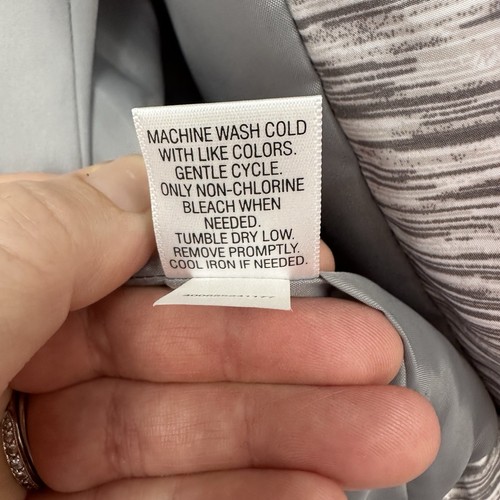 MACHINE WASH COLD
WITH LIKE COLORS.
GENTLE CYCLE.
ONLY NON-CHLORINE
BLEACH WHEN
NEEDED.
TUMBLE DRY LOW.
REMOVE PROMPTLY.
COOL IRON IF NEEDED.